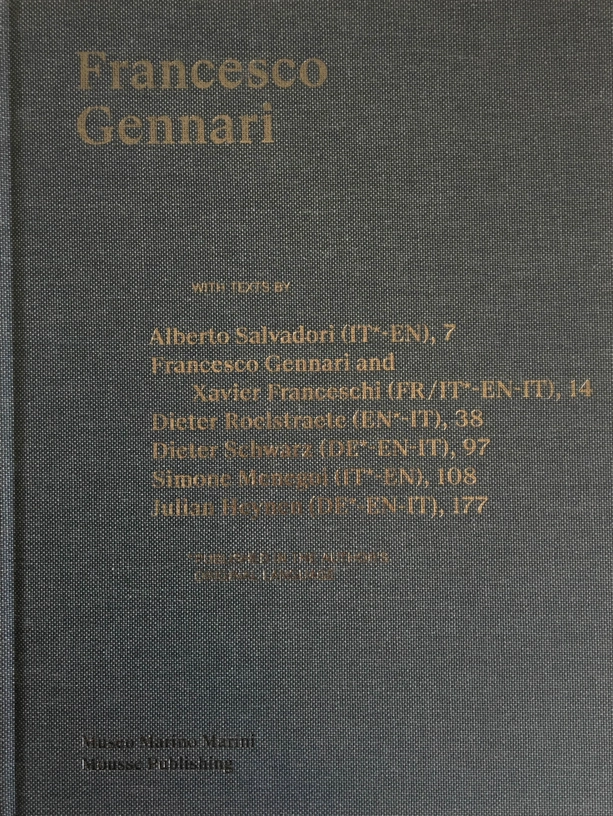 Francesco
Gennari
WITH TEXTS BY
Alberto Salvadori (IT*-EN), 7
Francesco Gennari and
Xavier Franceschi (FR/IT*-EN-IT), 14
Dieter Roelstraete (EN*-IT), 38
Dieter Schwarz (DE*-EN-IT), 97
Simone Menegoi (IT*-EN), 108
Julian Heynen (DE*-EN-IT), 177
Museo Marino Marini
Mousse Publishing